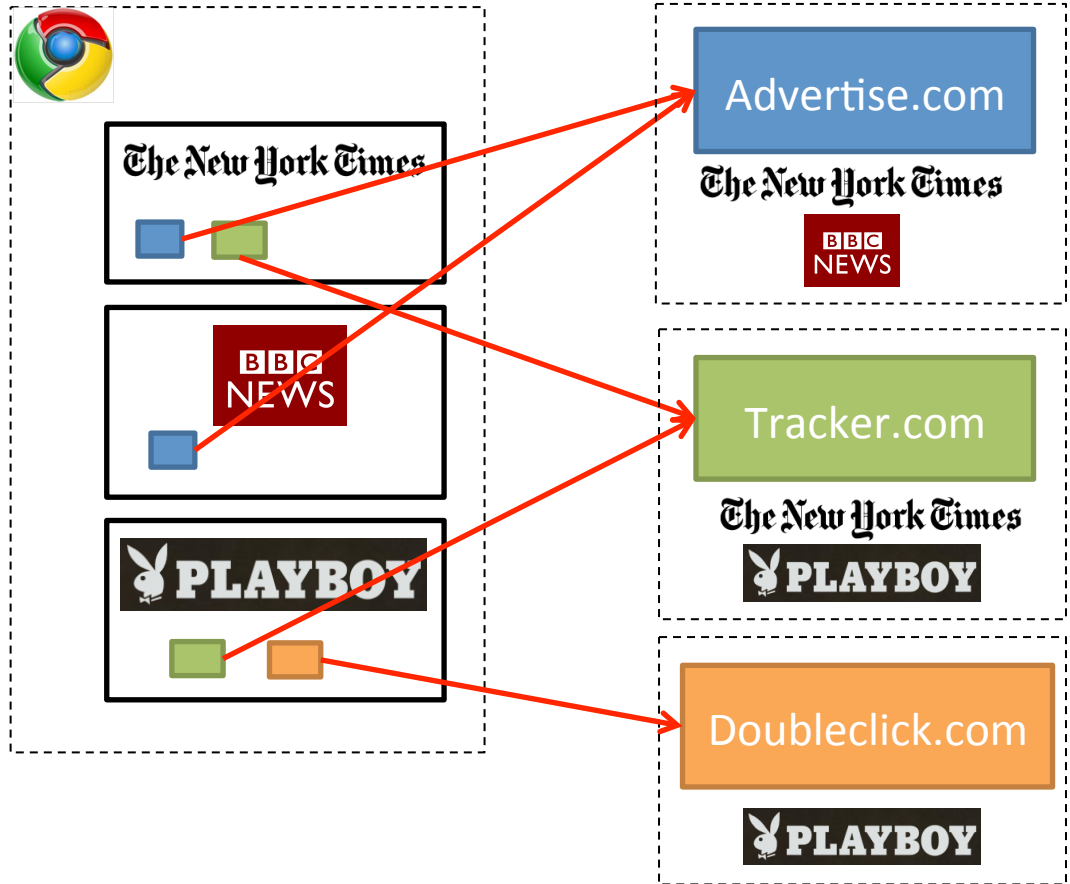 The New York Times
BBC
NEWS
PLAYBOY
Advertise.com
The New York Times
BBC
NEWS
Tracker.com
The New York Times
PLAYBOY
Doubleclick.com
PLAYBOY